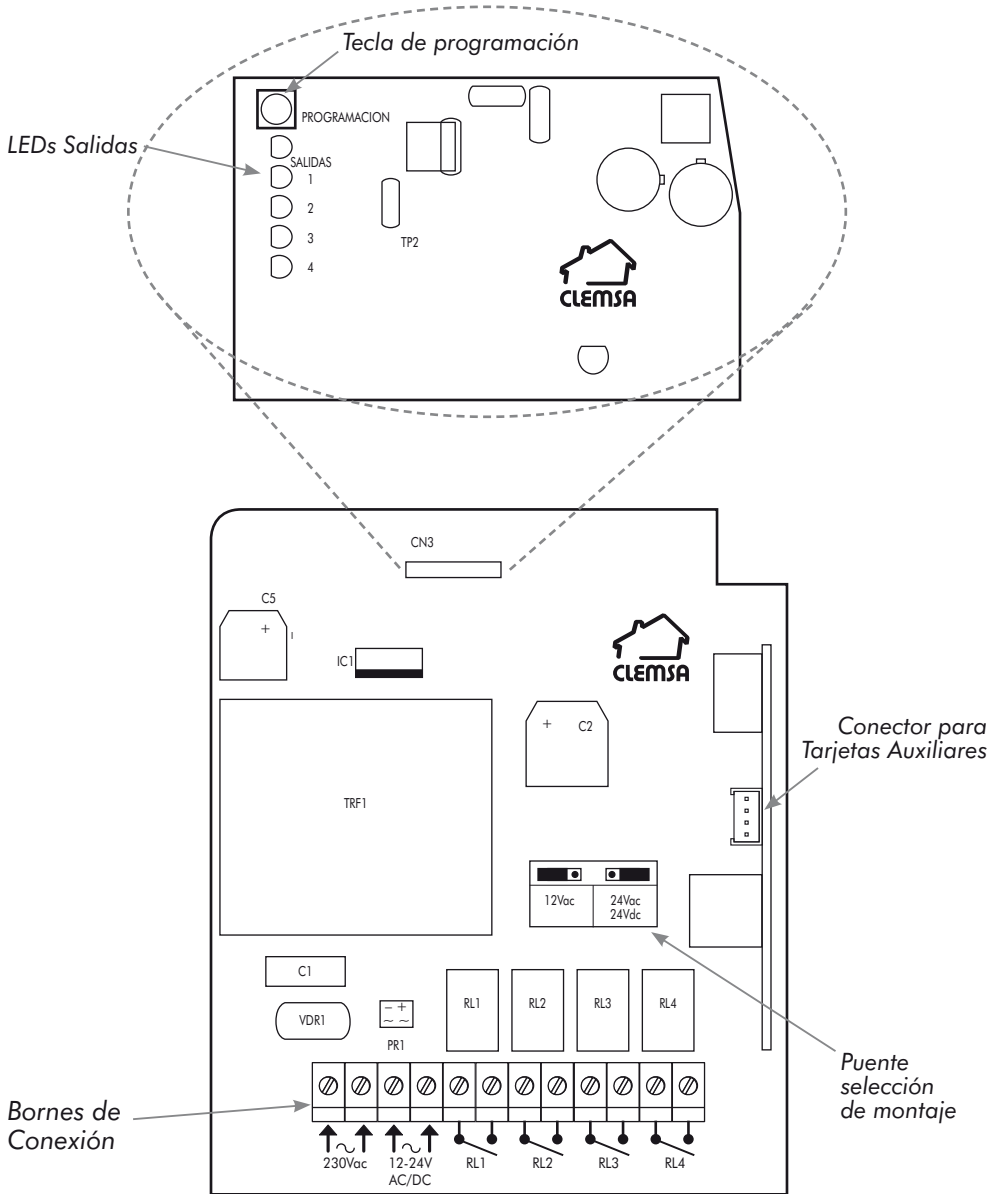 Tecla de programación
PROGRAMACION
LEDs Salidas
SALIDAS
1
2
3
4
TP2
CLEMSA
CN3
C5
+
IC1
CLEMSA
+ C2
Conector para
Tarjetas Auxiliares
TRF1
12Vac
24Vac
24Vdc
C1
VDR1
- +
~ ~
PR1
RL1
RL2
RL3
RL4
Puente
selección
de montaje
Bornes de
Conexión
230Vac
12-24V
AC/DC
RL1
RL2
RL3
RL4